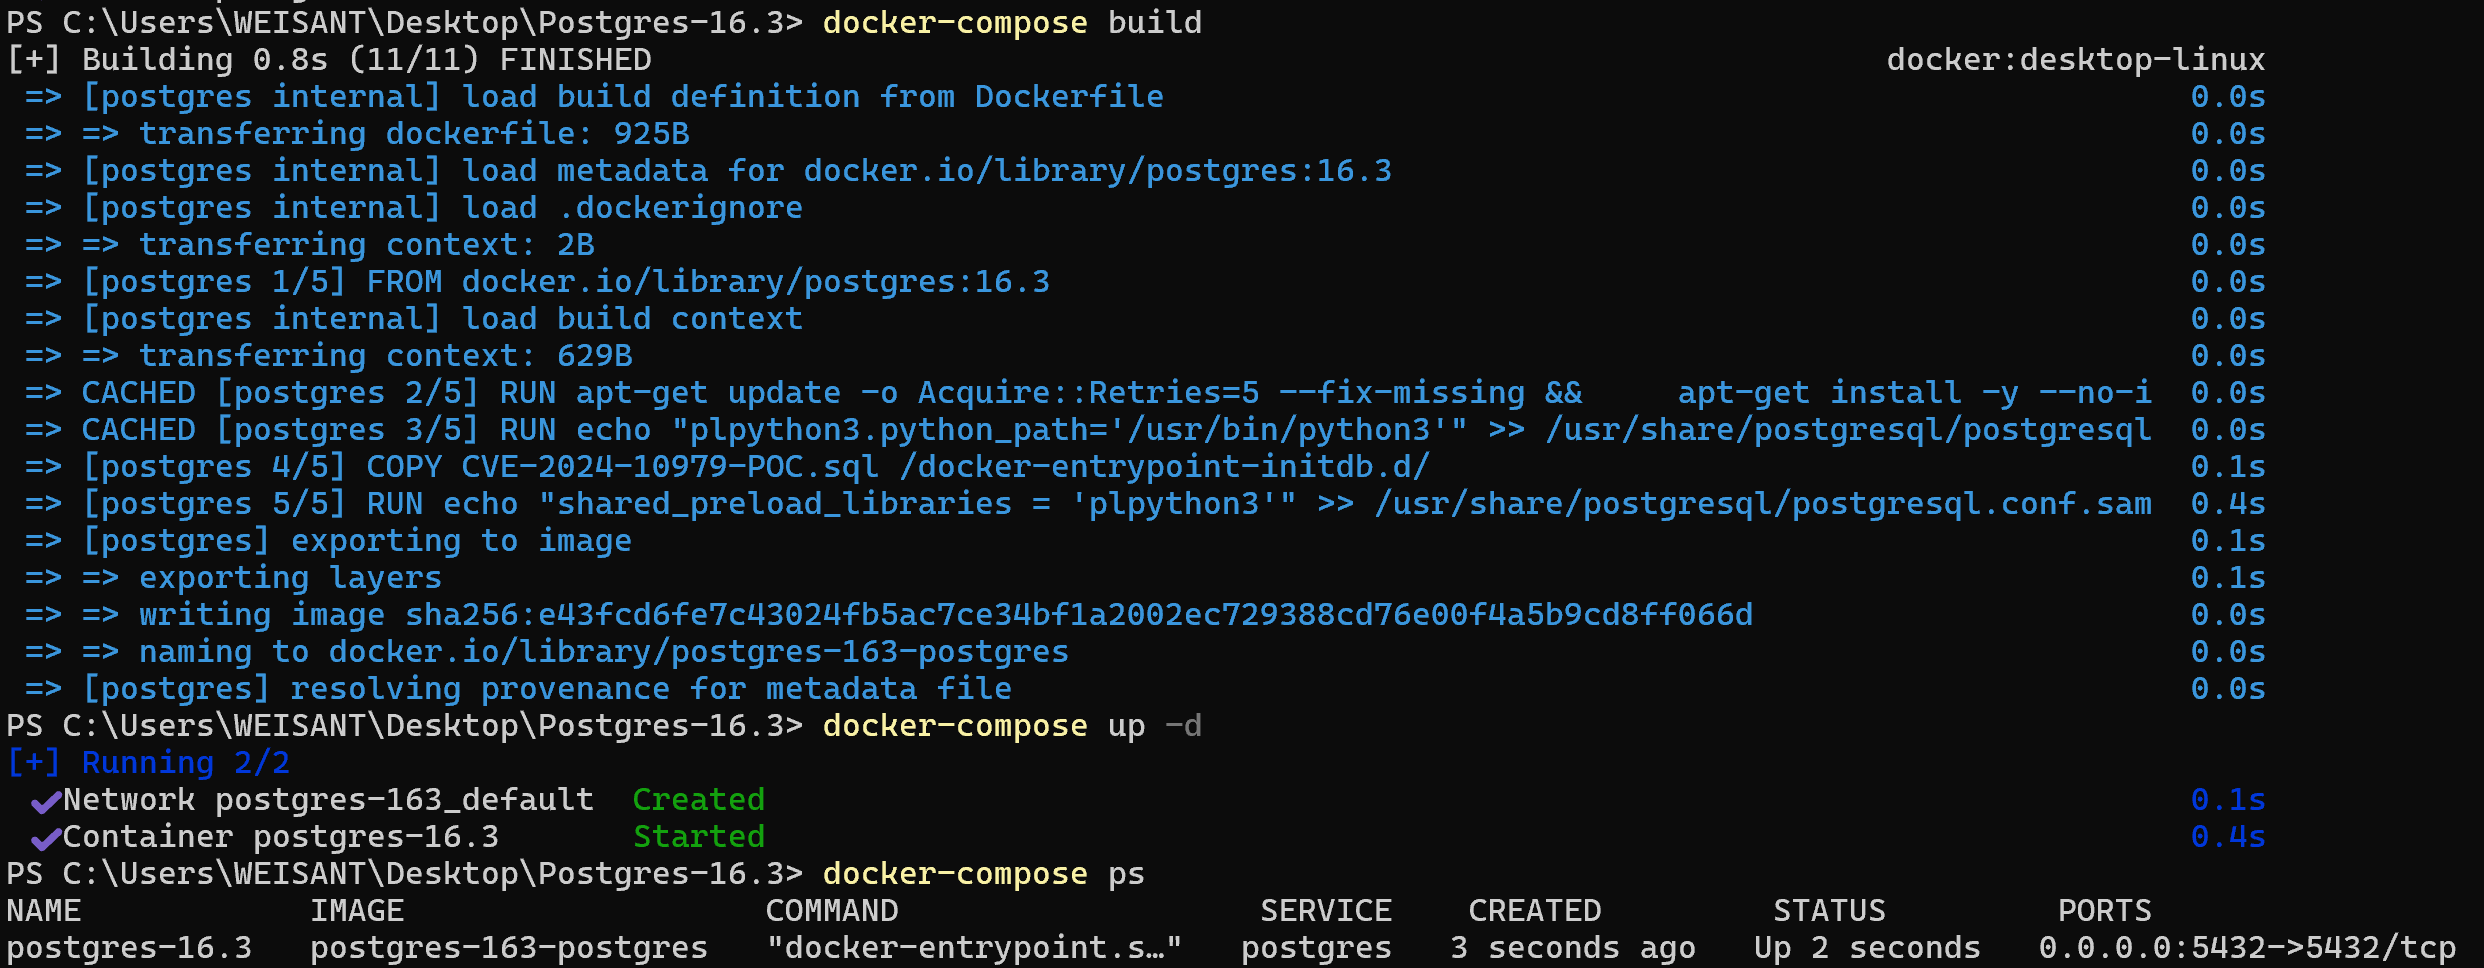 PS C:\Users\WEISANT\Desktop\Postgres-16.3> docker-compose build
[+] Building 0.8s (11/11) FINISHED docker:desktop-linux
=> [postgres internal] load build definition from Dockerfile 0.0s
=> => transferring dockerfile: 925B 0.0s
=> [postgres internal] load metadata for docker.io/library/postgres:16.3 0.0s
=> [postgres internal] load .dockerignore 0.0s
=> => transferring context: 2B 0.0s
=> [postgres 1/5] FROM docker.io/library/postgres:16.3 0.0s
=> [postgres internal] load build context 0.0s
=> => transferring context: 629B 0.0s
=> CACHED [postgres 2/5] RUN apt-get update -o Acquire::Retries=5 --fix-missing && apt-get install -y --no-i 0.0s
=> CACHED [postgres 3/5] RUN echo "plpython3.python_path='/usr/bin/python3'" >> /usr/share/postgresql/postgresql 0.0s
=> [postgres 4/5] COPY CVE-2024-10979-POC.sql /docker-entrypoint-initdb.d/ 0.1s
=> [postgres 5/5] RUN echo "shared_preload_libraries = 'plpython3'" >> /usr/share/postgresql/postgresql.conf.sam 0.4s
=> [postgres] exporting to image 0.1s
=> => exporting layers 0.1s
=> => writing image sha256:e43fcd6fe7c43024fb5ac7ce34bf1a2002ec729388cd76e00f4a5b9cd8ff066d 0.0s
=> => naming to docker.io/library/postgres-163-postgres 0.0s
=> [postgres] resolving provenance for metadata file 0.0s
PS C:\Users\WEISANT\Desktop\Postgres-16.3> docker-compose up -d
[+] Running 2/2
✔Network postgres-163_default Created 0.1s
✔Container postgres-16.3 Started 0.4s
PS C:\Users\WEISANT\Desktop\Postgres-16.3> docker-compose ps
NAME IMAGE COMMAND SERVICE CREATED STATUS PORTS
postgres-16.3 postgres-163-postgres "docker-entrypoint.s…" postgres 3 seconds ago Up 2 seconds 0.0.0.0:5432->5432/tcp